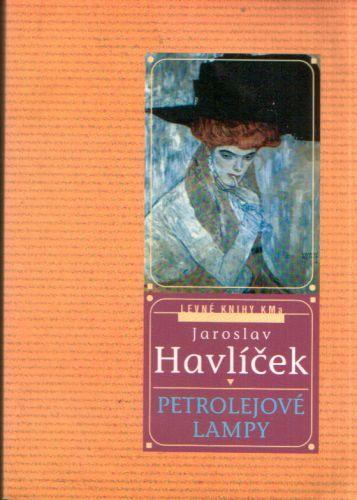 LEVNÉ KNIHY KMa
Jaroslav
Havlíček
PETROLEJOVÉ
LAMPY